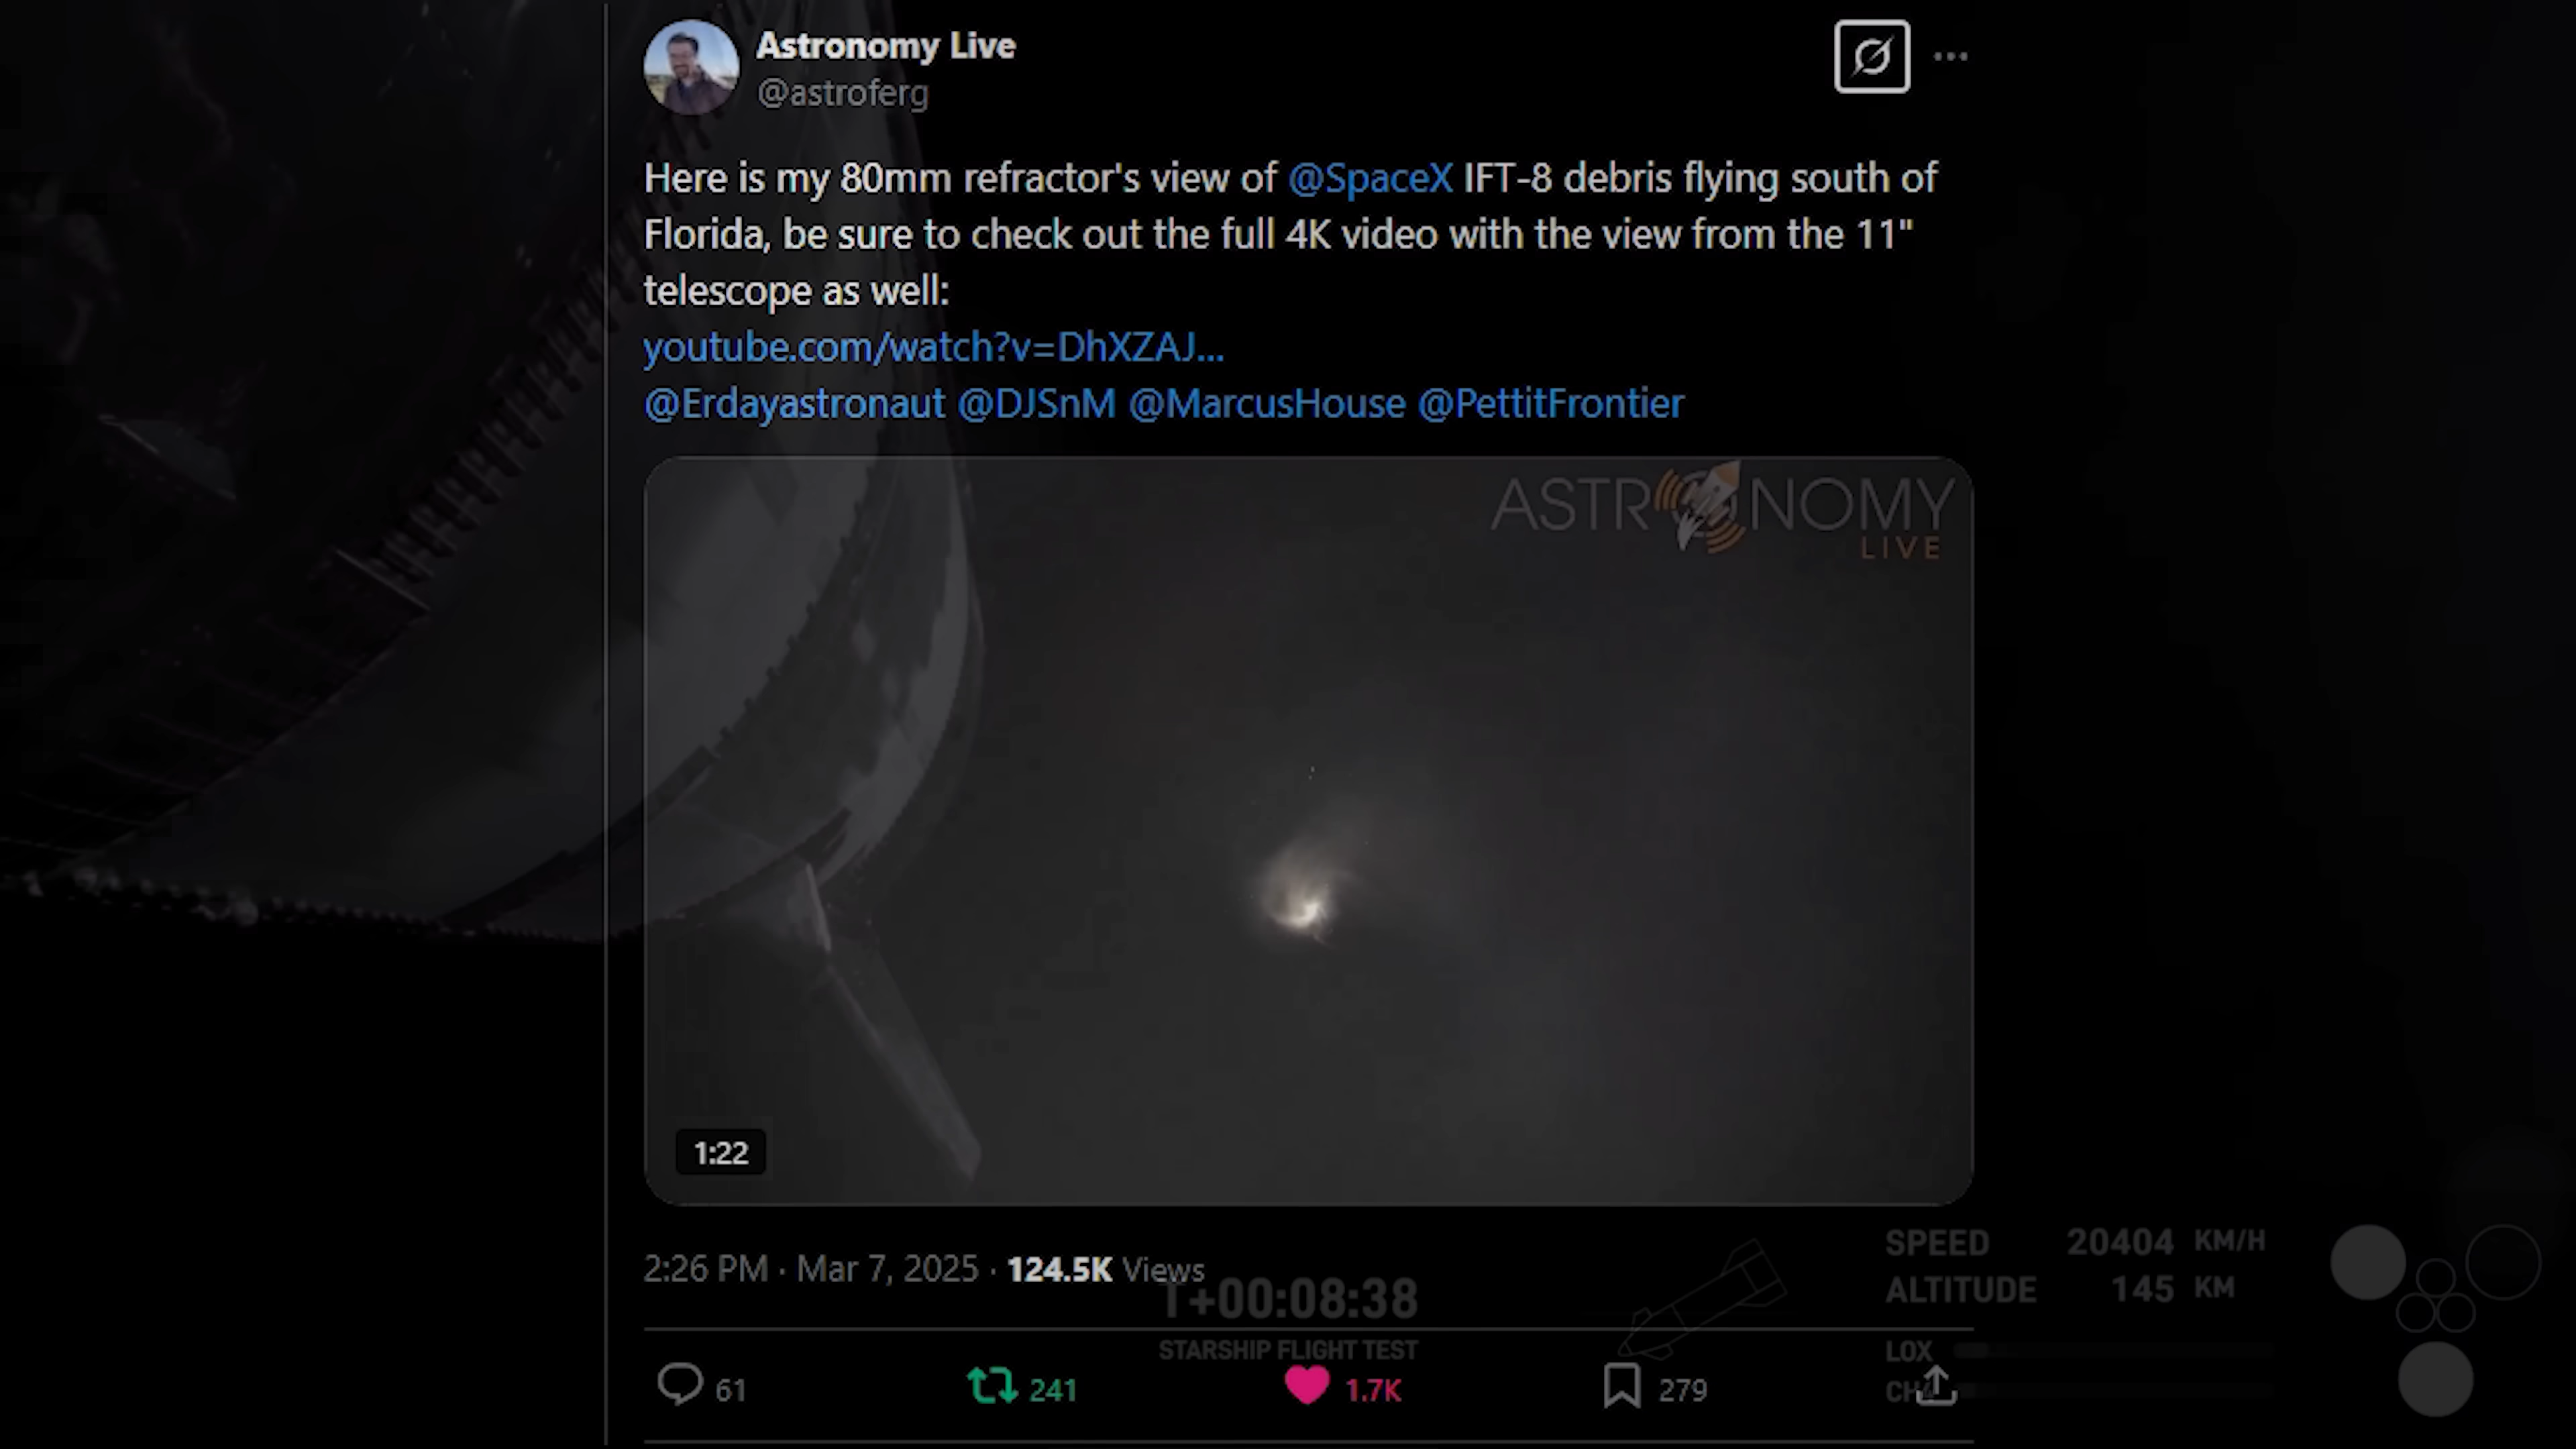 Astronomy Live
@astroferg
Here is my 80mm refractor's view of @SpaceX IFT-8 debris flying south of
Florida, be sure to check out the full 4K video with the view from the 11"
telescope as well:
youtube.com/watch?v=DhXZAJ...
@Erdayastronaut @DJSnM @MarcusHouse @PettitFrontier
ASTRONOMY
LIVE
1:22
2:26 PM · Mar 7, 2025 · 124.5K Views
T+00:08:38
STARSHIP FLIGHT TEST
SPEED 20404 KM/H
ALTITUDE 145 KM
LOX
CH4
61 241 1.7K 279